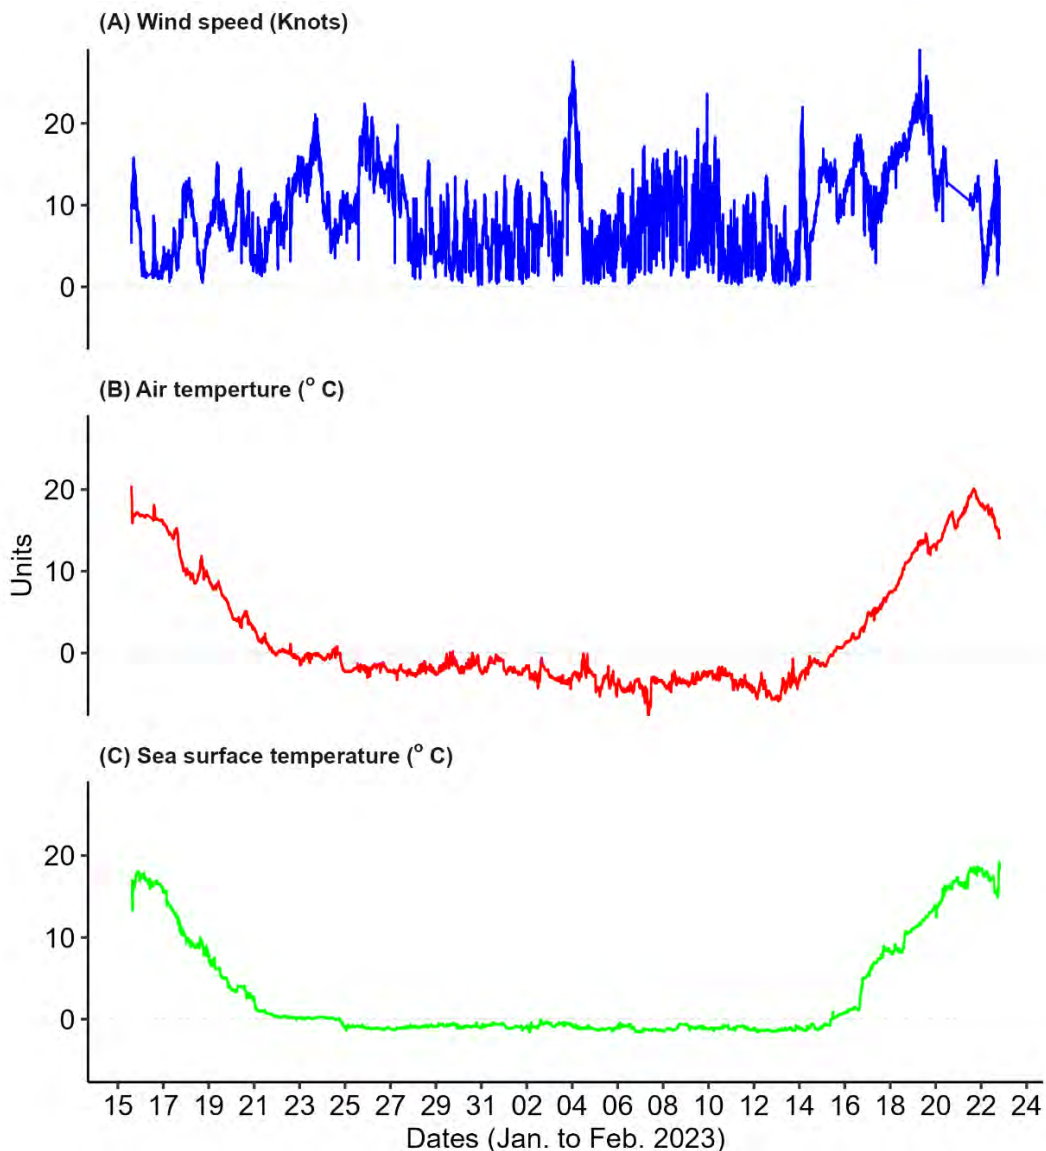 (A) Wind speed (Knots)
20
10
0
(B) Air temperture (° C)
20
10
0
Units
(C) Sea surface temperature (° C)
20
10
0
15 17 19 21 23 25 27 29 31 02 04 06 08 10 12 14 16 18 20 22 24
Dates (Jan. to Feb. 2023)